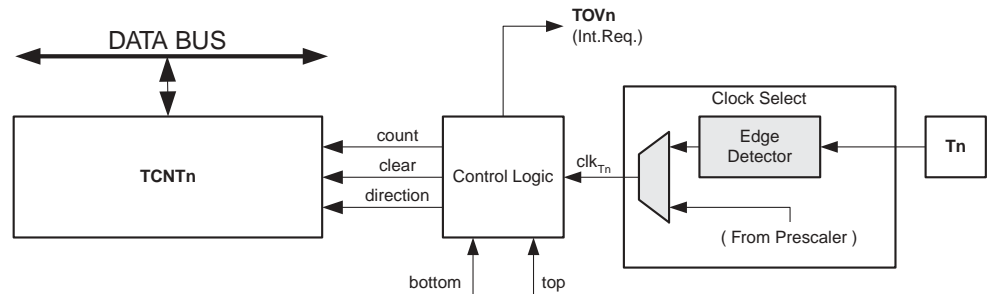 TOVn
(Int.Req.)
DATA BUS
Clock Select
count
Edge
Detector
Tn
TCNTn
clear
Control Logic
clkTn
direction
( From Prescaler )
bottom
top